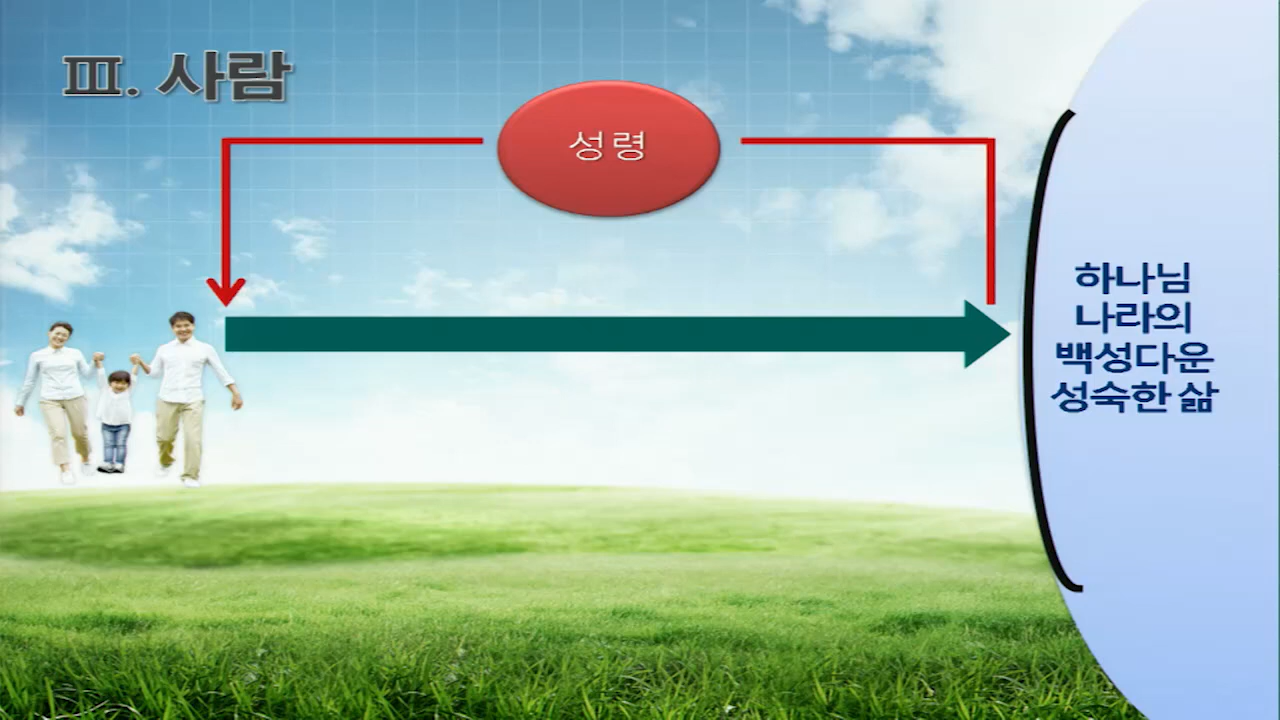 Ⅲ. 사람
성령
하나님
나라의
백성다운
성숙한 삶